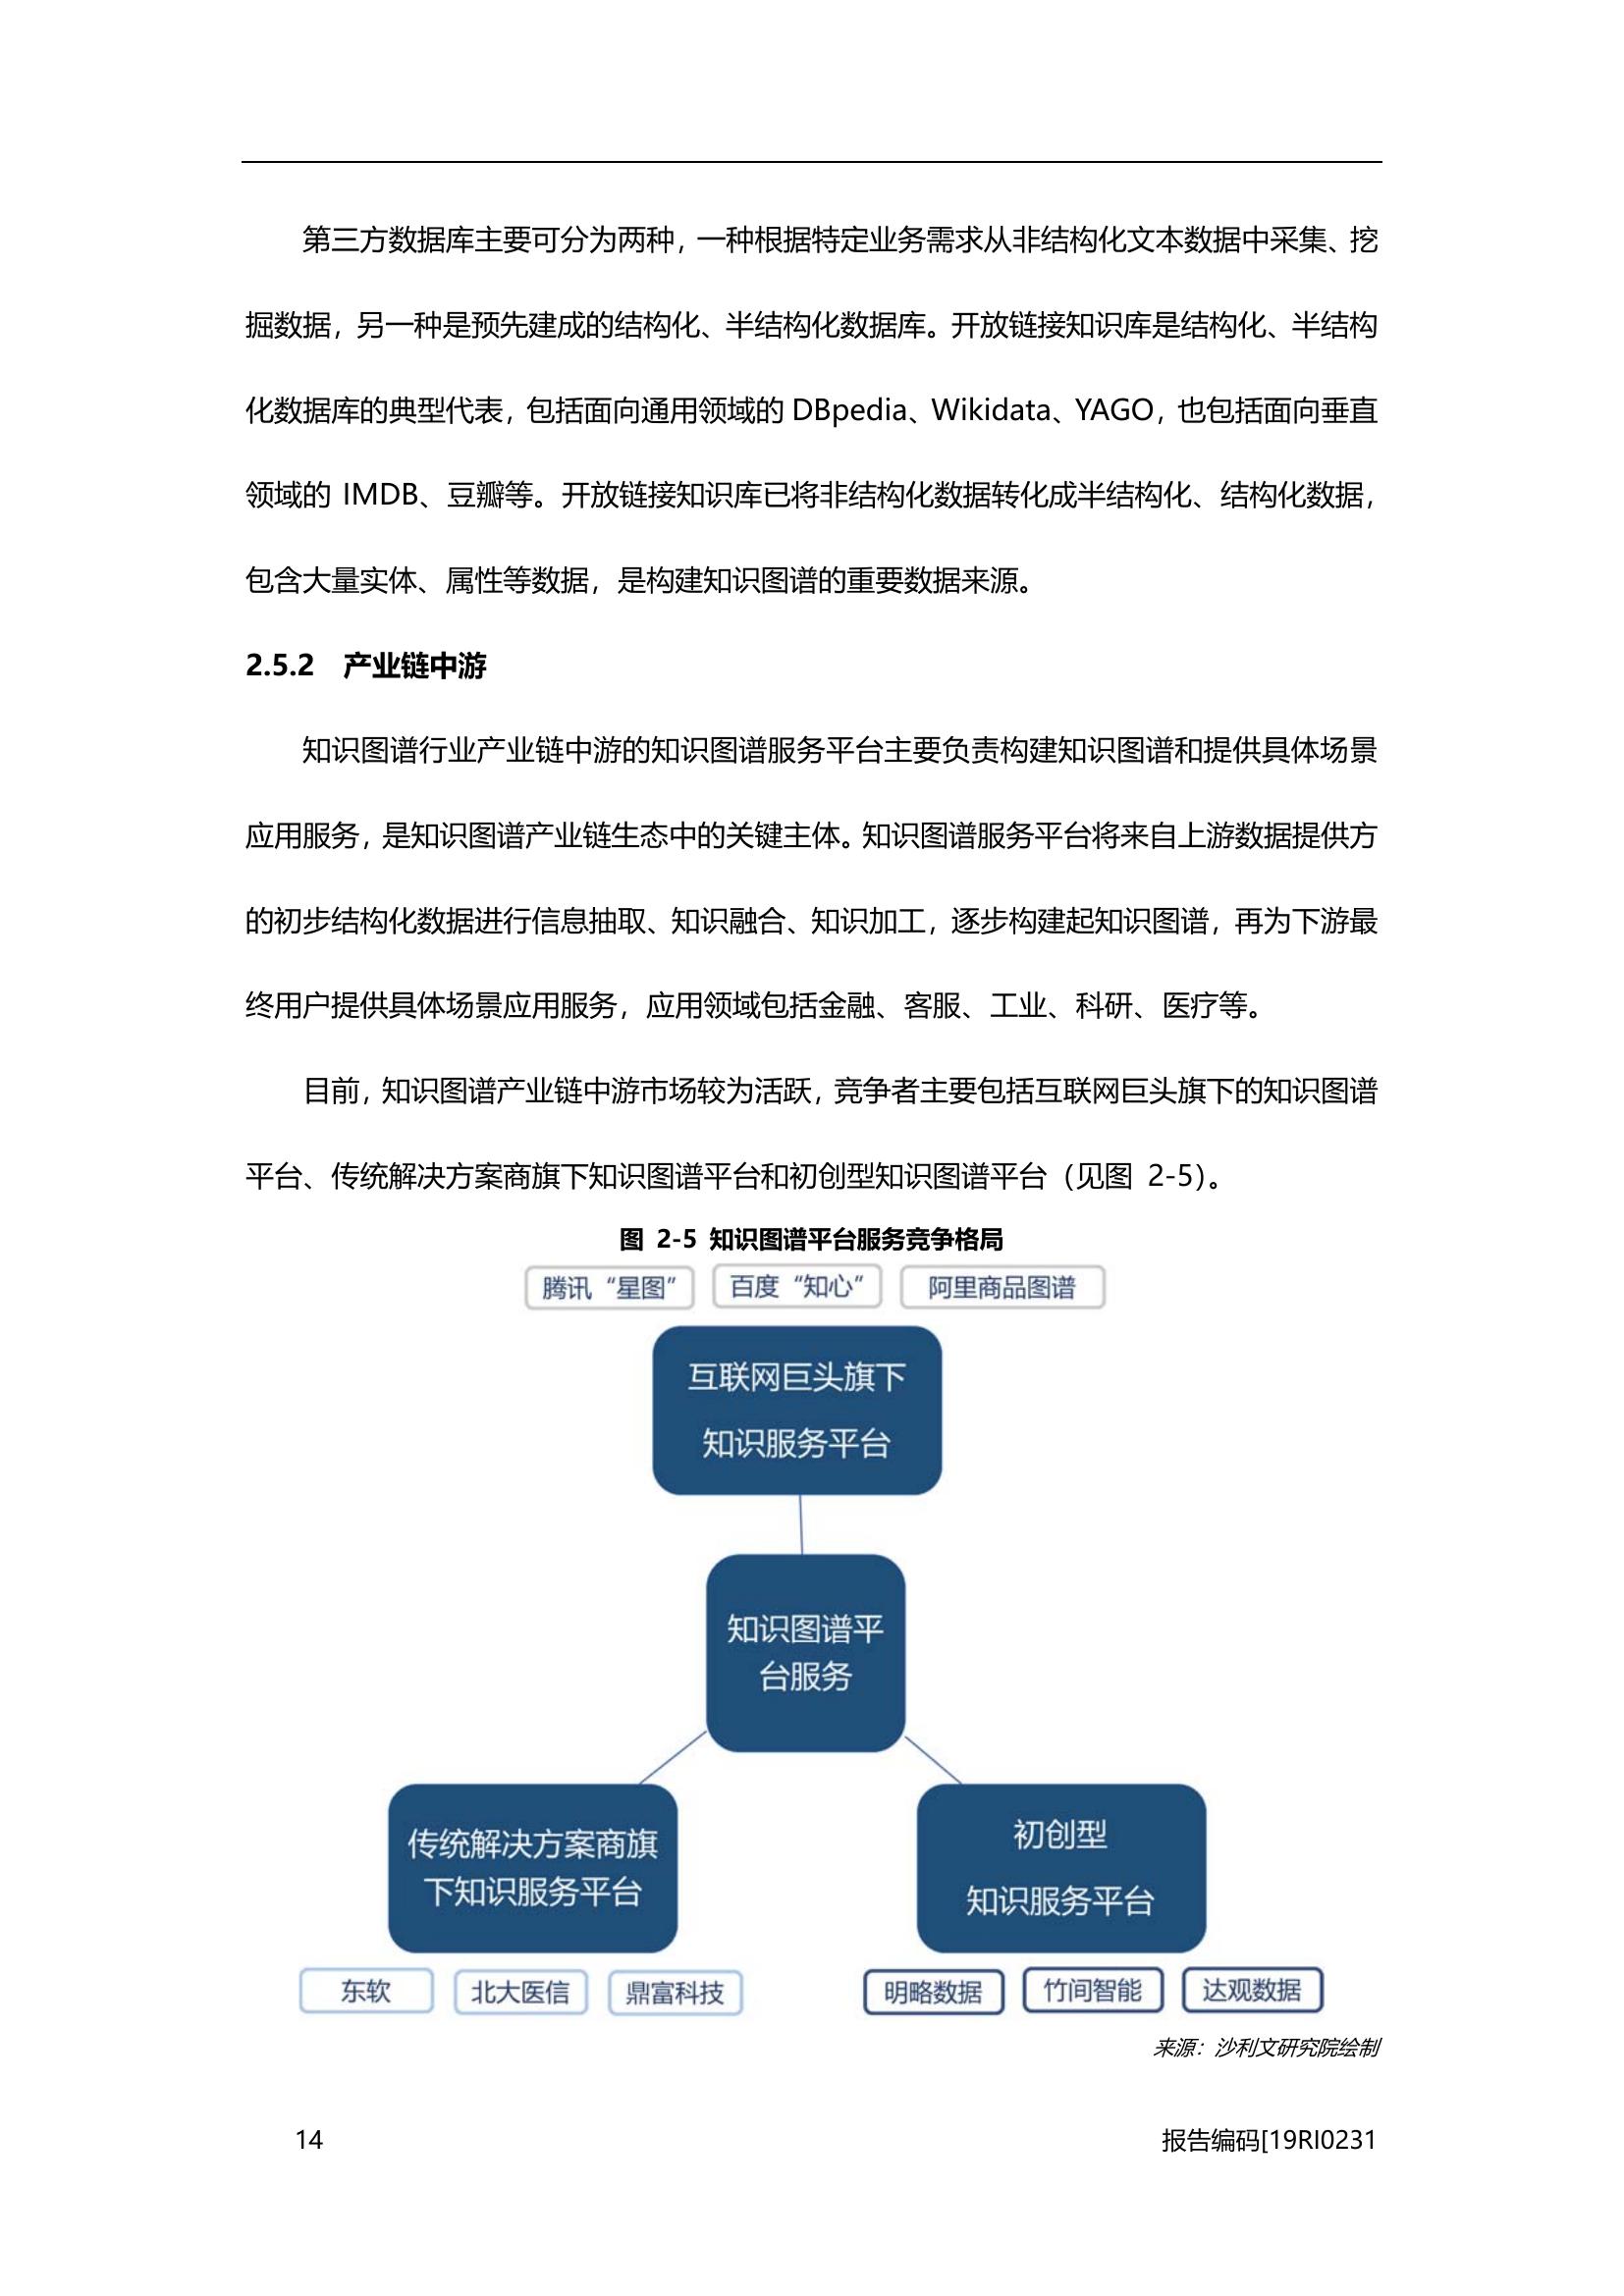 第三方数据库主要可分为两种，一种根据特定业务需求从非结构化文本数据中采集、挖
掘数据，另一种是预先建成的结构化、半结构化数据库。开放链接知识库是结构化、半结构
化数据库的典型代表，包括面向通用领域的 DBpedia、Wikidata、YAGO，也包括面向垂直
领域的 IMDB、豆瓣等。开放链接知识库已将非结构化数据转化成半结构化、结构化数据，
包含大量实体、属性等数据，是构建知识图谱的重要数据来源。
2.5.2 产业链中游
知识图谱行业产业链中游的知识图谱服务平台主要负责构建知识图谱和提供具体场景
应用服务，是知识图谱产业链生态中的关键主体。知识图谱服务平台将来自上游数据提供方
的初步结构化数据进行信息抽取、知识融合、知识加工，逐步构建起知识图谱，再为下游最
终用户提供具体场景应用服务，应用领域包括金融、客服、工业、科研、医疗等。
目前，知识图谱产业链中游市场较为活跃，竞争者主要包括互联网巨头旗下的知识图谱
平台、传统解决方案商旗下知识图谱平台和初创型知识图谱平台（见图 2-5）。
图 2-5 知识图谱平台服务竞争格局
腾讯“星图” 百度“知心” 阿里商品图谱
互联网巨头旗下
知识服务平台
知识图谱平
台服务
传统解决方案商旗
下知识服务平台
初创型
知识服务平台
东软 北大医信 鼎富科技 明略数据 竹间智能 达观数据
来源：沙利文研究院绘制
14 报告编码[19RI0231